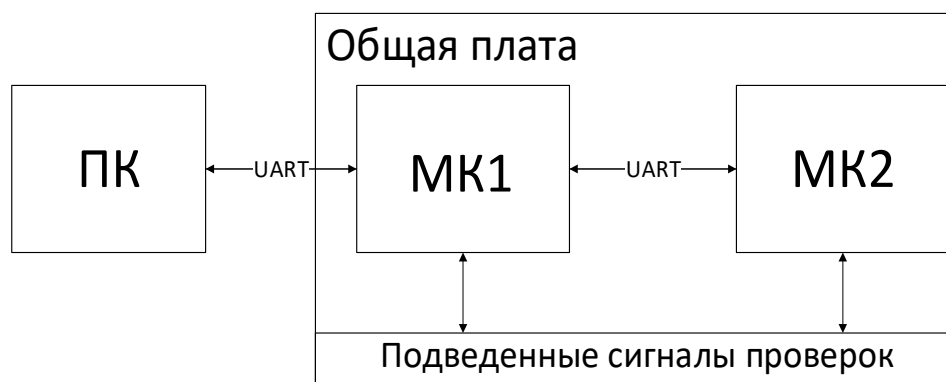 Общая плата
ПК
UART
МК1
UART
МК2
Подведенные сигналы проверок